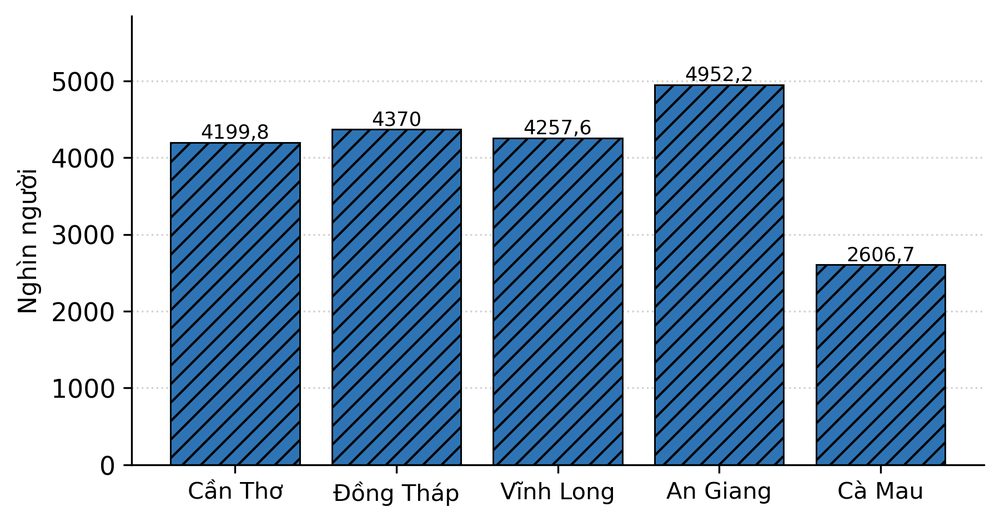 Nghìn người
5000
4000
3000
2000
1000
0
4199,8
4370
4257,6
4952,2
2606,7
Cần Thơ
Đồng Tháp
Vĩnh Long
An Giang
Cà Mau